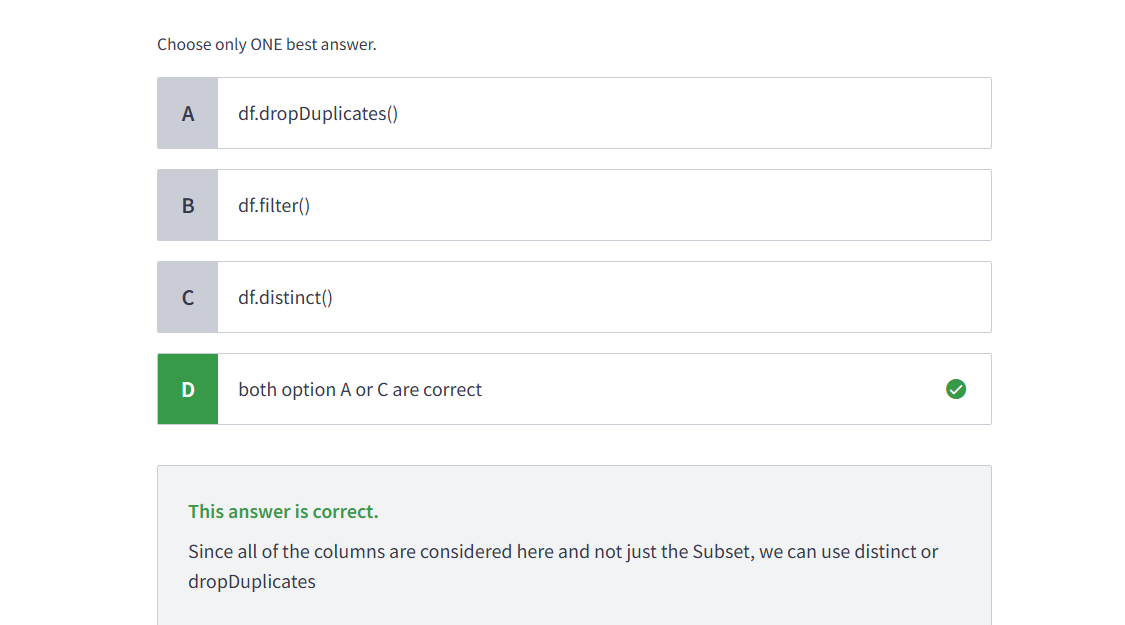 Choose only ONE best answer.
A df.dropDuplicates()
B df.filter()
C df.distinct()
D both option A or C are correct
This answer is correct.
Since all of the columns are considered here and not just the Subset, we can use distinct or
dropDuplicates